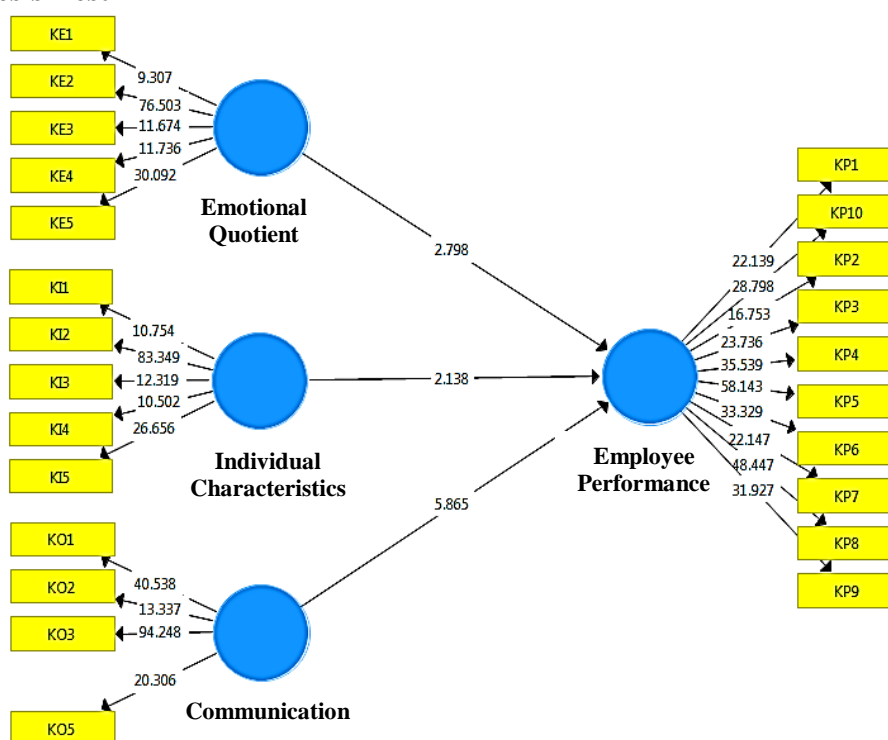 KE1
KE2
KE3
KE4
KE5
9.307
76.503
11.674
11.736
30.092
Emotional
Quotient
2.798
KI1
KI2
KI3
KI4
KI5
10.754
83.349
12.319
10.502
26.656
Individual
Characteristics
2.138
KO1
KO2
KO3
KO5
40.538
13.337
94.248
20.306
Communication
5.865
Employee
Performance
22.139
28.798
16.753
23.736
35.539
58.143
33.329
22.147
48.447
31.927
KP1
KP10
KP2
KP3
KP4
KP5
KP6
KP7
KP8
KP9